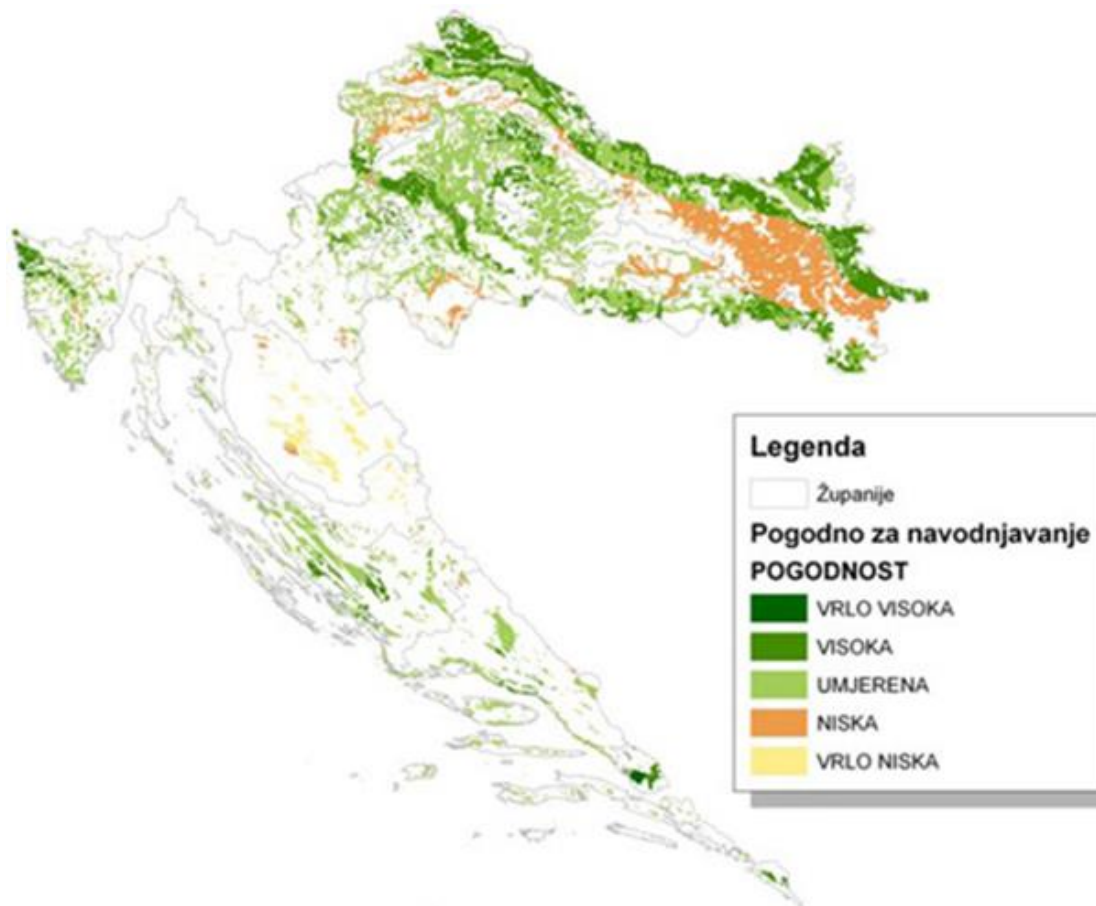 Legenda
Županije
Pogodno za navodnjavanje
POGODNOST
VRLO VISOKA
VISOKA
UMJERENA
NISKA
VRLO NISKA